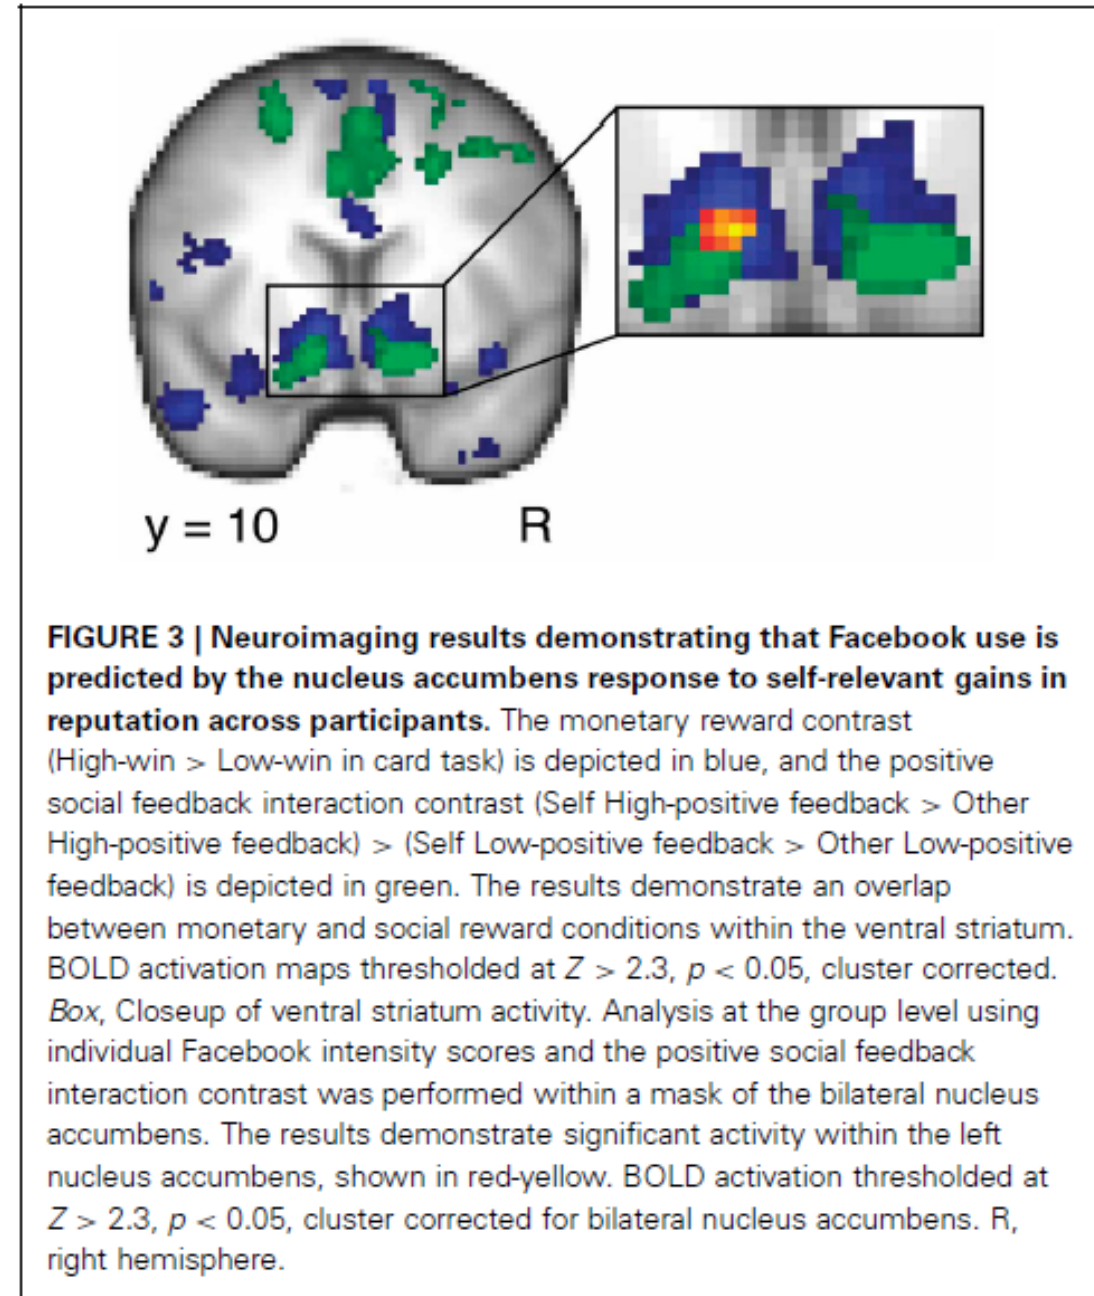 y = 10
R
FIGURE 3 | Neuroimaging results demonstrating that Facebook use is
predicted by the nucleus accumbens response to self-relevant gains in
reputation across participants. The monetary reward contrast
(High-win > Low-win in card task) is depicted in blue, and the positive
social feedback interaction contrast (Self High-positive feedback > Other
High-positive feedback) > (Self Low-positive feedback > Other Low-positive
feedback) is depicted in green. The results demonstrate an overlap
between monetary and social reward conditions within the ventral striatum.
BOLD activation maps thresholded at Z > 2.3, p < 0.05, cluster corrected.
Box, Closeup of ventral striatum activity. Analysis at the group level using
individual Facebook intensity scores and the positive social feedback
interaction contrast was performed within a mask of the bilateral nucleus
accumbens. The results demonstrate significant activity within the left
nucleus accumbens, shown in red-yellow. BOLD activation thresholded at
Z > 2.3, p < 0.05, cluster corrected for bilateral nucleus accumbens. R,
right hemisphere.